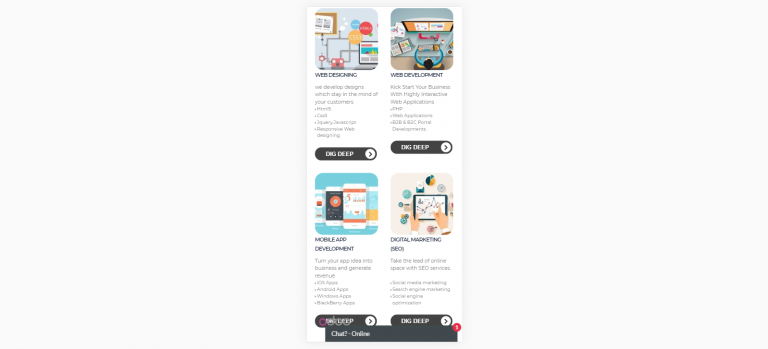 WEB DESIGNING
we develop designs
which stay in the mind of
your customers
Html5
Css3
Jquery/Javascript
Responsive Web
designing
DIG DEEP
WEB DEVELOPMENT
Kick Start Your Business
With Highly Interactive
Web Applications
PHP
Web Applications
B2B & B2C Portal
Developments
DIG DEEP
MOBILE APP
DEVELOPMENT
Turn your app idea into
business and generate
revenue
iOS Apps
Android Apps
Windows Apps
BlackBerry Apps
DIG DEEP
DIGITAL MARKETING
(SEO)
Take the lead of online
space with SEO services.
Social media marketing
Search engine marketing
Social engine
optimization
DIG DEEP
Chat? - Online